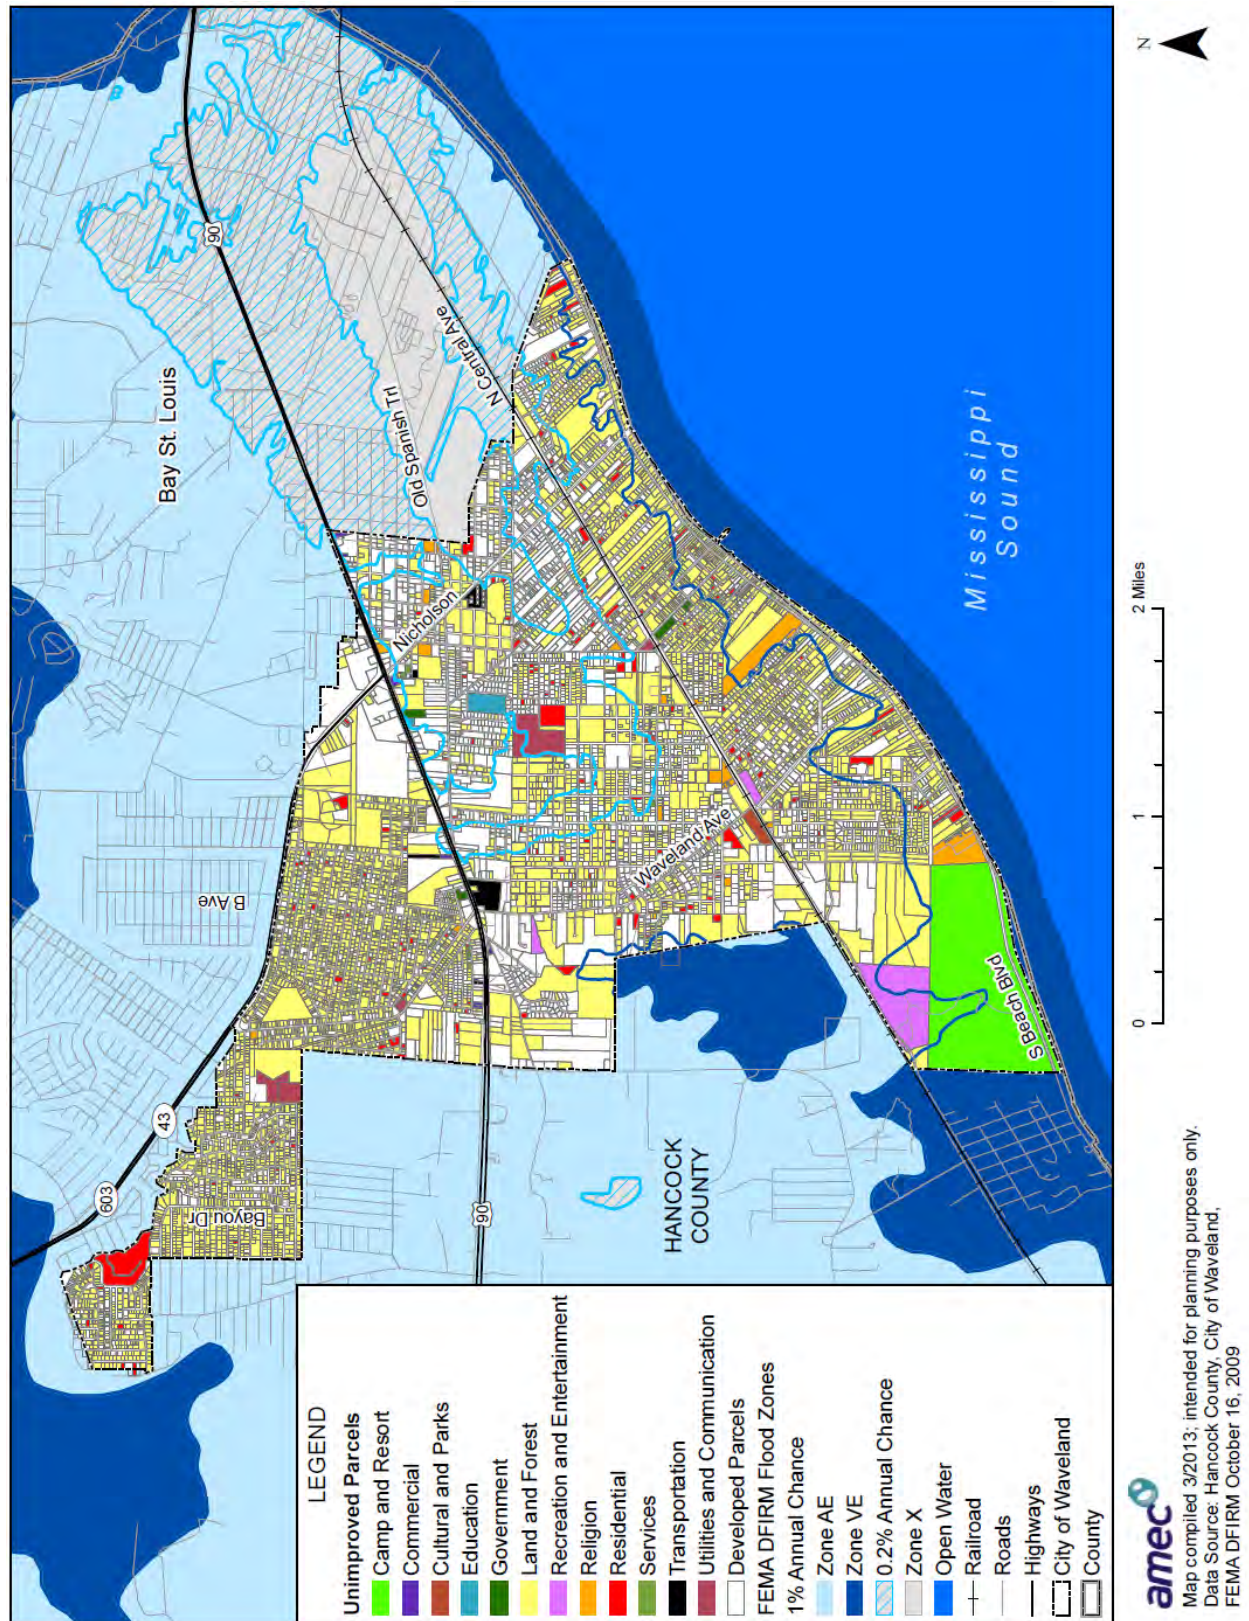 Bay St. Louis
90
Old Spanish Trl
N Central Ave
Nicholson
B Ave
Waveland Ave
43
603
Bayou Dr
90
HANCOCK
COUNTY
S Beach Blvd
Mississippi
Sound
LEGEND
Unimproved Parcels
Camp and Resort
Commercial
Cultural and Parks
Education
Government
Land and Forest
Recreation and Entertainment
Religion
Residential
Services
Transportation
Utilities and Communication
Developed Parcels
FEMA DFIRM Flood Zones
1% Annual Chance
Zone AE
Zone VE
0.2% Annual Chance
Zone X
Open Water
Railroad
Roads
Highways
City of Waveland
County
N
0 1 2 Miles
amec
Map compiled 3/2013; intended for planning purposes only.
Data Source: Hancock County, City of Waveland,
FEMA DFIRM October 16, 2009